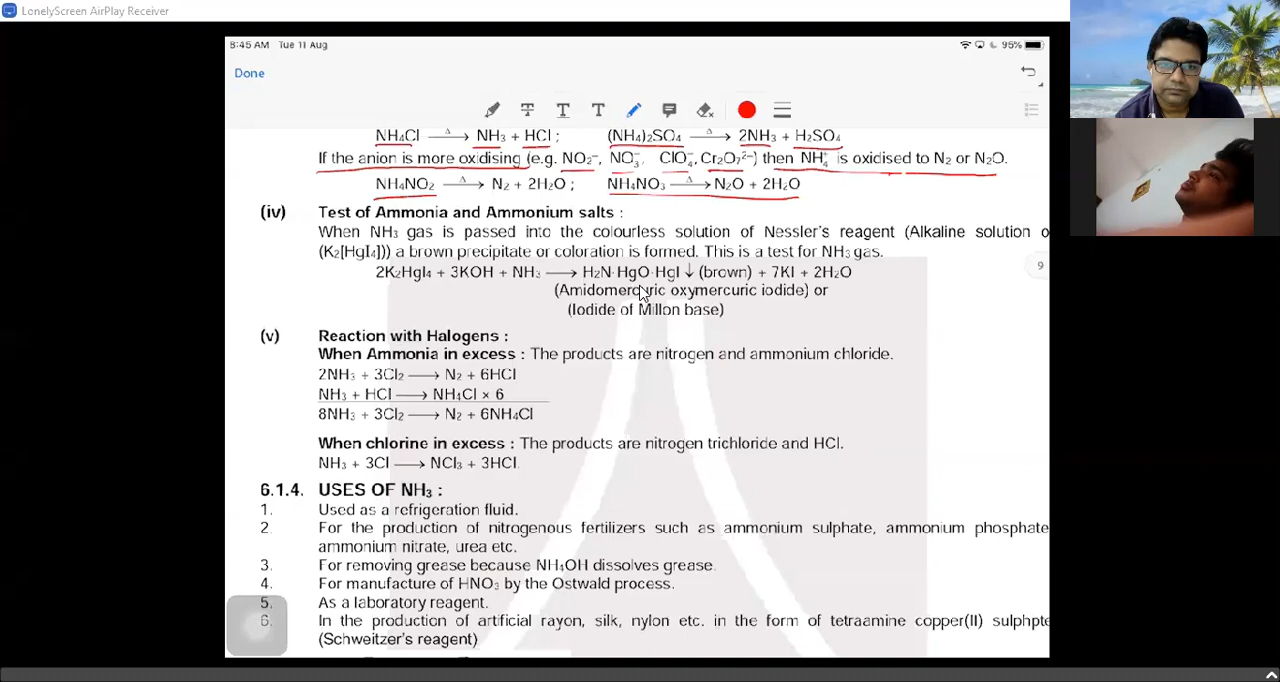 LonelyScreen AirPlay Receiver
8:45 AM Tue 11 Aug
95%
Done
NH₄Cl —Δ→ NH₃ + HCl ; (NH₄)₂SO₄ —Δ→ 2NH₃ + H₂SO₄
If the anion is more oxidising (e.g. NO₂⁻, NO₃⁻, ClO₄⁻, Cr₂O₇²⁻) then NH₄⁺ is oxidised to N₂ or N₂O.
NH₄NO₂ —Δ→ N₂ + 2H₂O ; NH₄NO₃ —Δ→ N₂O + 2H₂O
(iv) Test of Ammonia and Ammonium salts :
When NH₃ gas is passed into the colourless solution of Nessler's reagent (Alkaline solution o
(K₂[HgI₄])) a brown precipitate or coloration is formed. This is a test for NH₃ gas.
9
2K₂HgI₄ + 3KOH + NH₃ ⟶ H₂N·HgO·HgI ↓ (brown) + 7KI + 2H₂O
(Amidomercuric oxymercuric iodide) or
(Iodide of Millon base)
(v) Reaction with Halogens :
When Ammonia in excess : The products are nitrogen and ammonium chloride.
2NH₃ + 3Cl₂ ⟶ N₂ + 6HCl
NH₃ + HCl ⟶ NH₄Cl × 6
8NH₃ + 3Cl₂ ⟶ N₂ + 6NH₄Cl
When chlorine in excess : The products are nitrogen trichloride and HCl.
NH₃ + 3Cl ⟶ NCl₃ + 3HCl.
6.1.4. USES OF NH₃ :
1. Used as a refrigeration fluid.
2. For the production of nitrogenous fertilizers such as ammonium sulphate, ammonium phosphate
ammonium nitrate, urea etc.
3. For removing grease because NH₄OH dissolves grease.
4. For manufacture of HNO₃ by the Ostwald process.
5. As a laboratory reagent.
6. In the production of artificial rayon, silk, nylon etc. in the form of tetraamine copper(II) sulphpte
(Schweitzer's reagent)